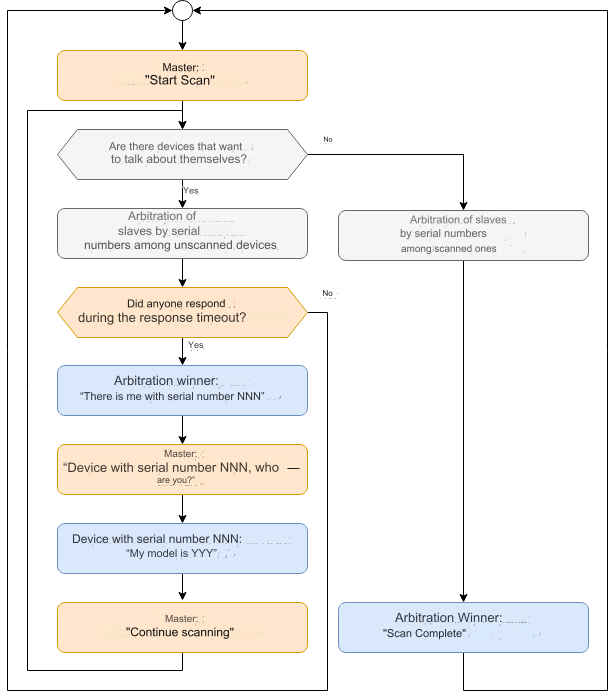 Master:
"Start Scan"
Are there devices that want
to talk about themselves?
No
Yes
Arbitration of
slaves by serial
numbers among unscanned devices
Arbitration of slaves
by serial numbers
among scanned ones
Did anyone respond
during the response timeout?
No
Yes
Arbitration winner:
“There is me with serial number NNN”
Master:
“Device with serial number NNN, who —
are you?”
Device with serial number NNN:
“My model is YYY”
Master:
"Continue scanning"
Arbitration Winner:
"Scan Complete"